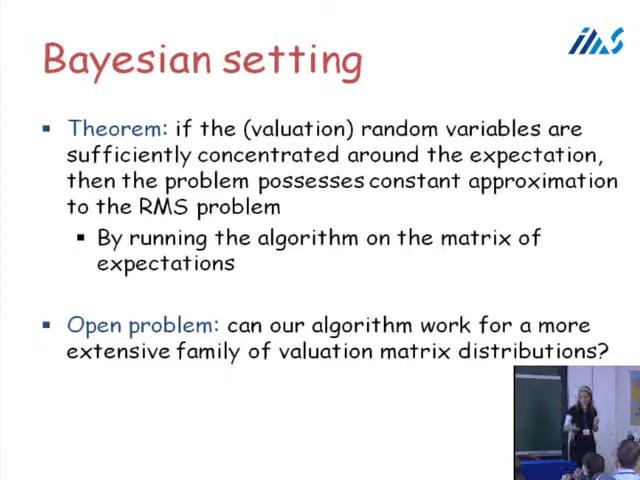 ims
Bayesian setting
Theorem: if the (valuation) random variables are
sufficiently concentrated around the expectation,
then the problem possesses constant approximation
to the RMS problem
By running the algorithm on the matrix of
expectations
Open problem: can our algorithm work for a more
extensive family of valuation matrix distributions?